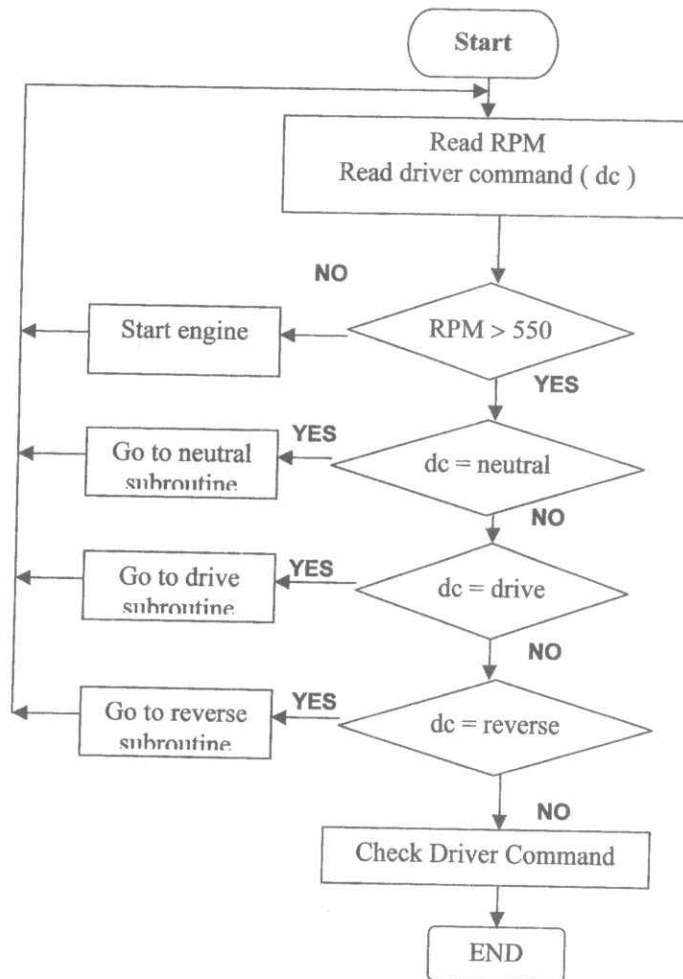 Start
Read RPM
Read driver command ( dc )
NO
Start engine
RPM > 550
YES
Go to neutral
subroutine
YES
dc = neutral
NO
Go to drive
subroutine
YES
dc = drive
NO
Go to reverse
subroutine
YES
dc = reverse
NO
Check Driver Command
END